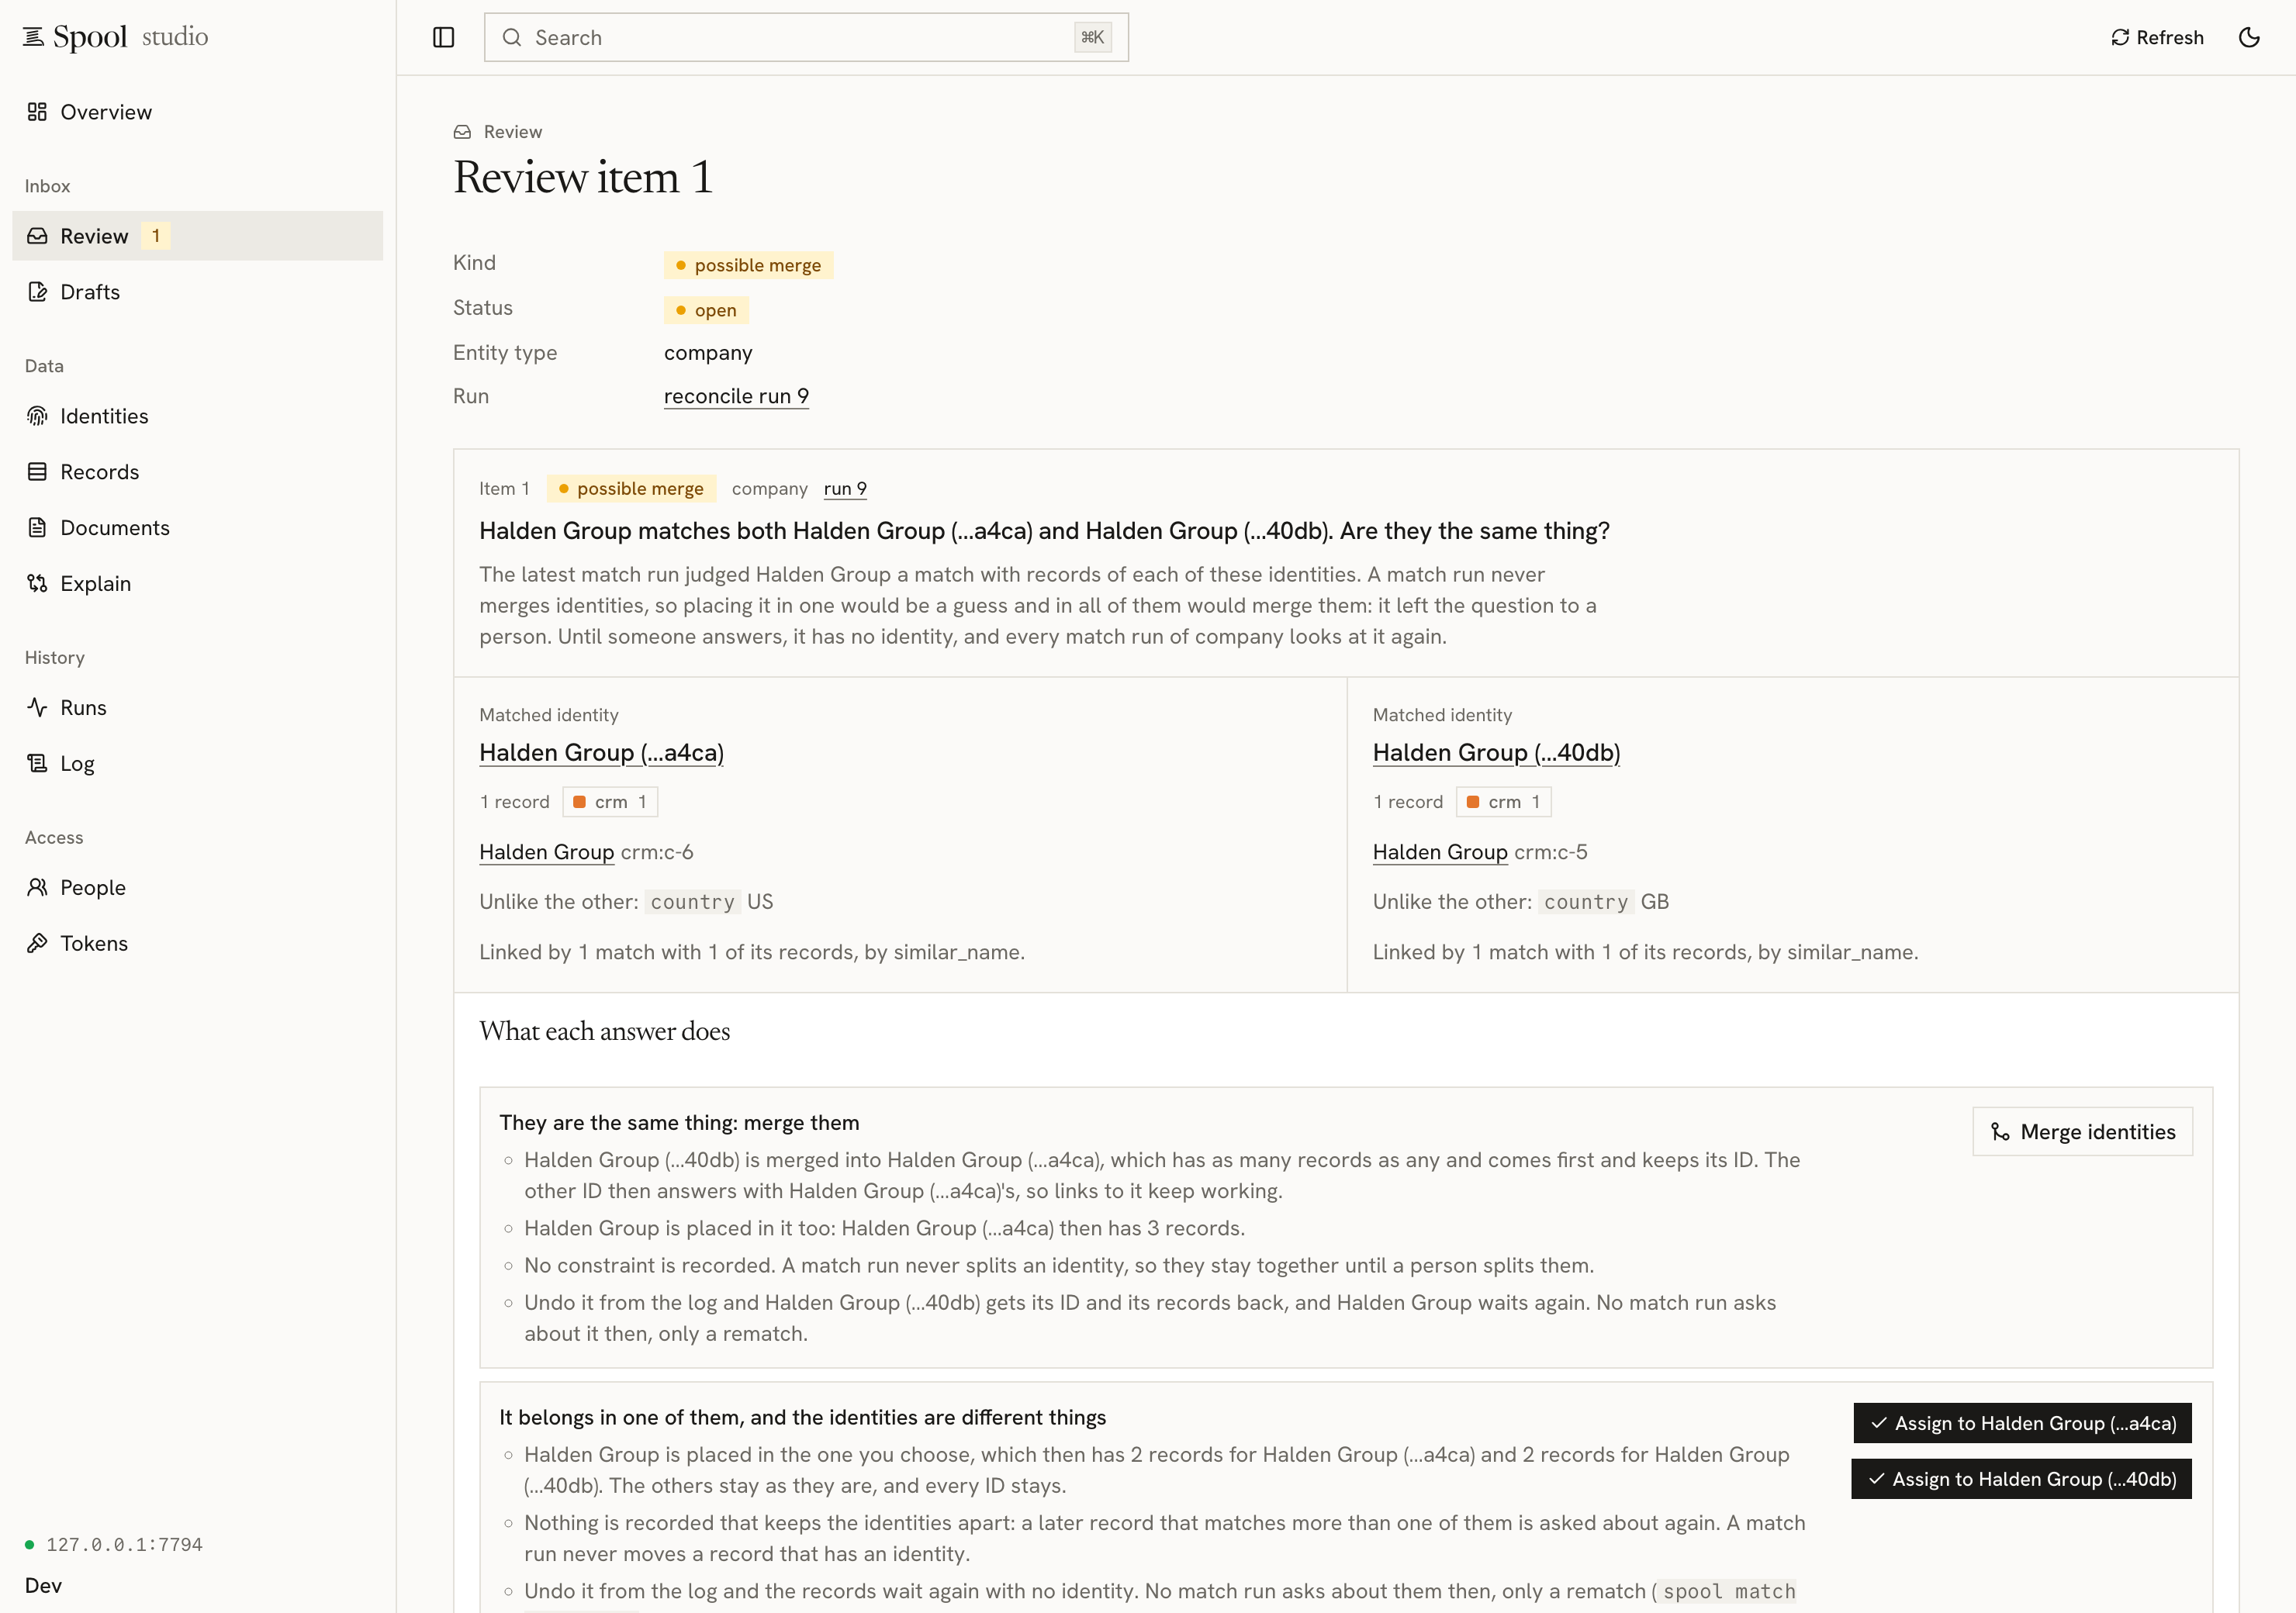 Spool studio
Search
⌘K
Refresh
Overview
Inbox
Review 1
Drafts
Data
Identities
Records
Documents
Explain
History
Runs
Log
Access
People
Tokens
127.0.0.1:7794
Dev
Review
Review item 1
Kind possible merge
Status open
Entity type company
Run reconcile run 9
Item 1 possible merge company run 9
Halden Group matches both Halden Group (…a4ca) and Halden Group (…40db). Are they the same thing?
The latest match run judged Halden Group a match with records of each of these identities. A match run never
merges identities, so placing it in one would be a guess and in all of them would merge them: it left the question to a
person. Until someone answers, it has no identity, and every match run of company looks at it again.
Matched identity
Halden Group (…a4ca)
1 record crm 1
Halden Group crm:c-6
Unlike the other: country US
Linked by 1 match with 1 of its records, by similar_name.
Matched identity
Halden Group (…40db)
1 record crm 1
Halden Group crm:c-5
Unlike the other: country GB
Linked by 1 match with 1 of its records, by similar_name.
What each answer does
They are the same thing: merge them
Merge identities
Halden Group (…40db) is merged into Halden Group (…a4ca), which has as many records as any and comes first and keeps its ID. The
other ID then answers with Halden Group (…a4ca)'s, so links to it keep working.
Halden Group is placed in it too: Halden Group (…a4ca) then has 3 records.
No constraint is recorded. A match run never splits an identity, so they stay together until a person splits them.
Undo it from the log and Halden Group (…40db) gets its ID and its records back, and Halden Group waits again. No match run asks
about it then, only a rematch.
It belongs in one of them, and the identities are different things
Assign to Halden Group (…a4ca)
Assign to Halden Group (…40db)
Halden Group is placed in the one you choose, which then has 2 records for Halden Group (…a4ca) and 2 records for Halden Group
(…40db). The others stay as they are, and every ID stays.
Nothing is recorded that keeps the identities apart: a later record that matches more than one of them is asked about again. A match
run never moves a record that has an identity.
Undo it from the log and the records wait again with no identity. No match run asks about them then, only a rematch (spool match